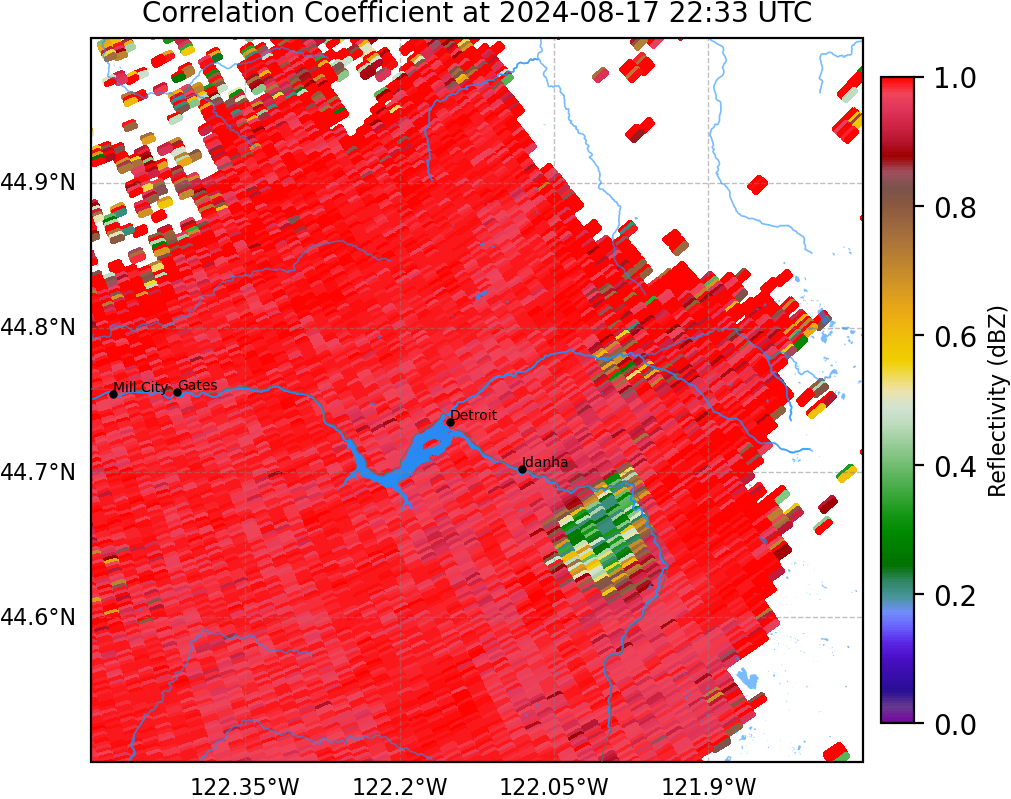 Correlation Coefficient at 2024-08-17 22:33 UTC
1.0
44.9°N
0.8
44.8°N
0.6
Mill City
Gates
Detroit
Reflectivity (dBZ)
44.7°N
Idanha
0.4
44.6°N
0.2
0.0
122.35°W
122.2°W
122.05°W
121.9°W